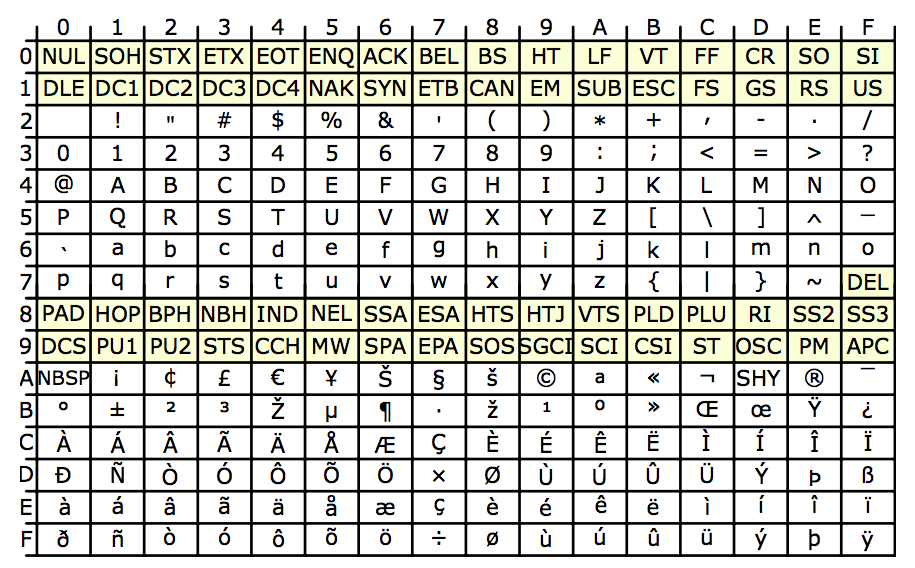 0 1 2 3 4 5 6 7 8 9 A B C D E F
0 NUL SOH STX ETX EOT ENQ ACK BEL BS HT LF VT FF CR SO SI
1 DLE DC1 DC2 DC3 DC4 NAK SYN ETB CAN EM SUB ESC FS GS RS US
2 ! " # $ % & ' ( ) * + , - . /
3 0 1 2 3 4 5 6 7 8 9 : ; < = > ?
4 @ A B C D E F G H I J K L M N O
5 P Q R S T U V W X Y Z [ \ ] ^ _
6 ` a b c d e f g h i j k l m n o
7 p q r s t u v w x y z { | } ~ DEL
8 PAD HOP BPH NBH IND NEL SSA ESA HTS HTJ VTS PLD PLU RI SS2 SS3
9 DCS PU1 PU2 STS CCH MW SPA EPA SOS SGCI SCI CSI ST OSC PM APC
A NBSP ¡ ¢ £ € ¥ Š § š © ª « ¬ SHY ® ¯
B ° ± ² ³ Ž µ ¶ · ž ¹ º » Œ œ Ÿ ¿
C À Á Â Ã Ä Å Æ Ç È É Ê Ë Ì Í Î Ï
D Ð Ñ Ò Ó Ô Õ Ö × Ø Ù Ú Û Ü Ý Þ ß
E à á â ã ä å æ ç è é ê ë ì í î ï
F ð ñ ò ó ô õ ö ÷ ø ù ú û ü ý þ ÿ